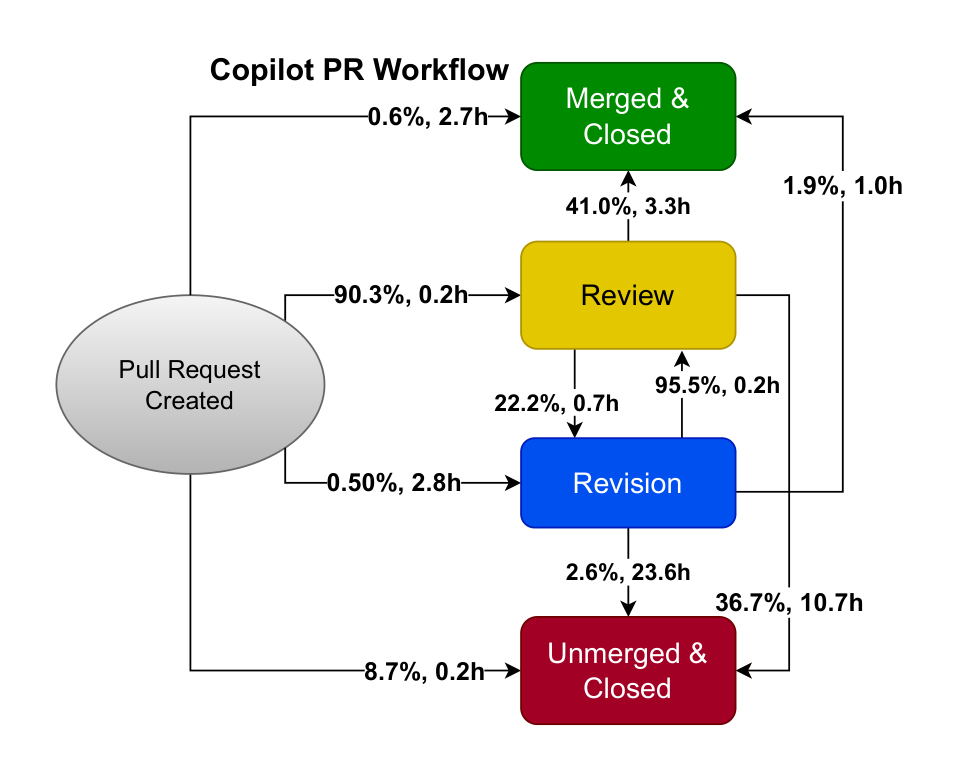 Copilot PR Workflow
Merged &
Closed
0.6%, 2.7h
1.9%, 1.0h
41.0%, 3.3h
90.3%, 0.2h
Review
Pull Request
Created
95.5%, 0.2h
22.2%, 0.7h
0.50%, 2.8h
Revision
2.6%, 23.6h
36.7%, 10.7h
8.7%, 0.2h
Unmerged &
Closed